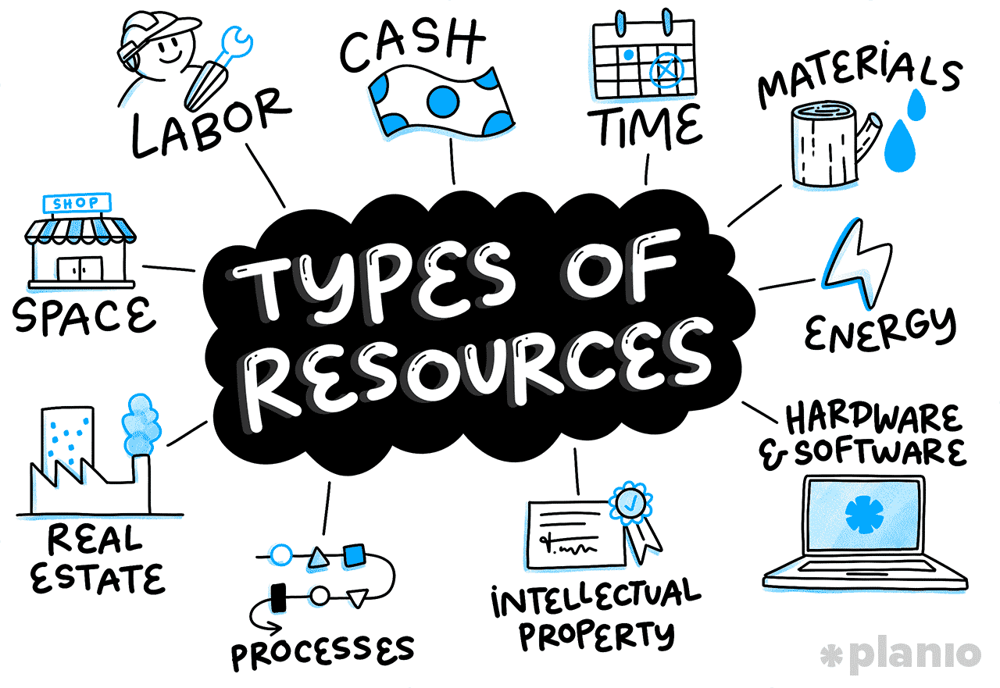 LABOR
CASH
TIME
MATERIALS
SHOP
SPACE
TYPES OF
RESOURCES
ENERGY
REAL
ESTATE
HARDWARE
& SOFTWARE
PROCESSES
INTELLECTUAL
PROPERTY
planio